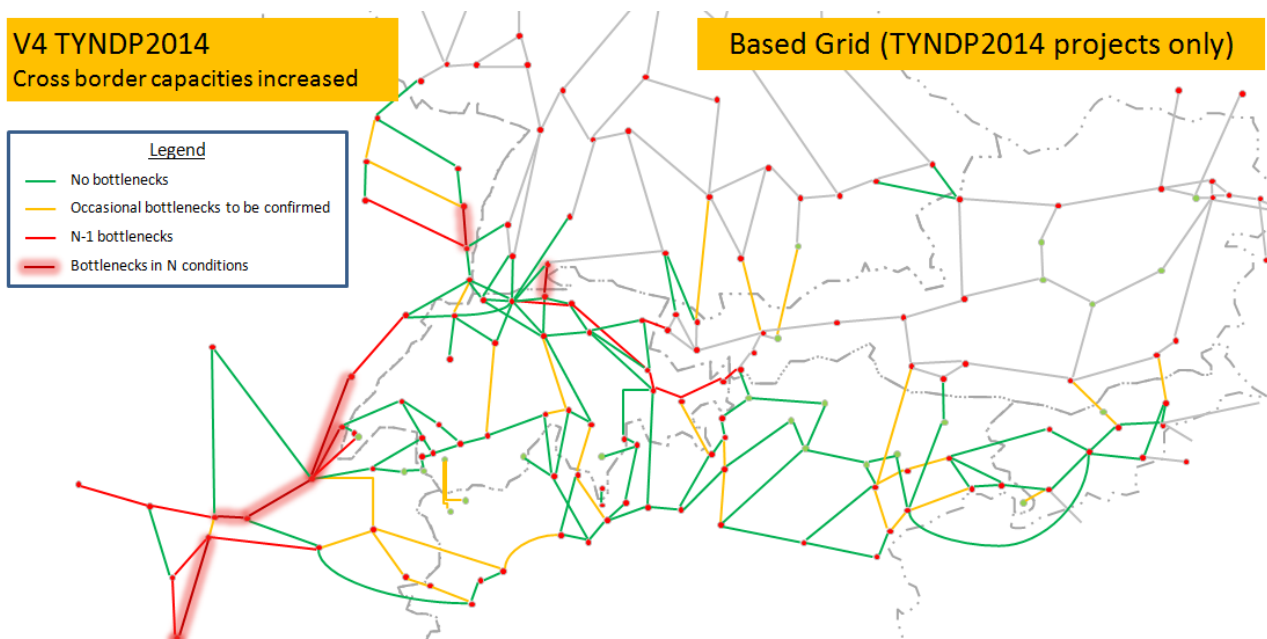 V4 TYNDP2014
Cross border capacities increased
Based Grid (TYNDP2014 projects only)
Legend
No bottlenecks
Occasional bottlenecks to be confirmed
N-1 bottlenecks
Bottlenecks in N conditions